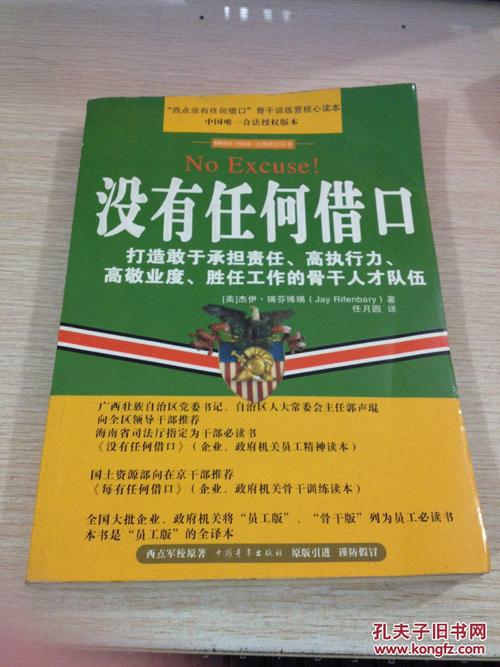 “西点没有任何借口”骨干训练营核心读本
中国唯一合法授权版本
No Excuse!
没有任何借口
打造敢于承担责任、高执行力、
高敬业度、胜任工作的骨干人才队伍
[美]杰伊·瑞芬博瑞(Jay Rifenbary)著
任月园 译
广西壮族自治区党委书记、自治区人大常委会主任郭声琨
向全区领导干部推荐
海南省司法厅指定为干部必读书
《没有任何借口》(企业、政府机关员工精神读本)
国土资源部向在京干部推荐
《每有任何借口》(企业、政府机关骨干训练读本)
全国大批企业、政府机关将“员工版”、“骨干版”列为员工必读书
本书是“员工版”的全译本
西点军校原著 中国青年出版社 原版引进 谨防假冒
孔夫子旧书网
www.kongfz.com